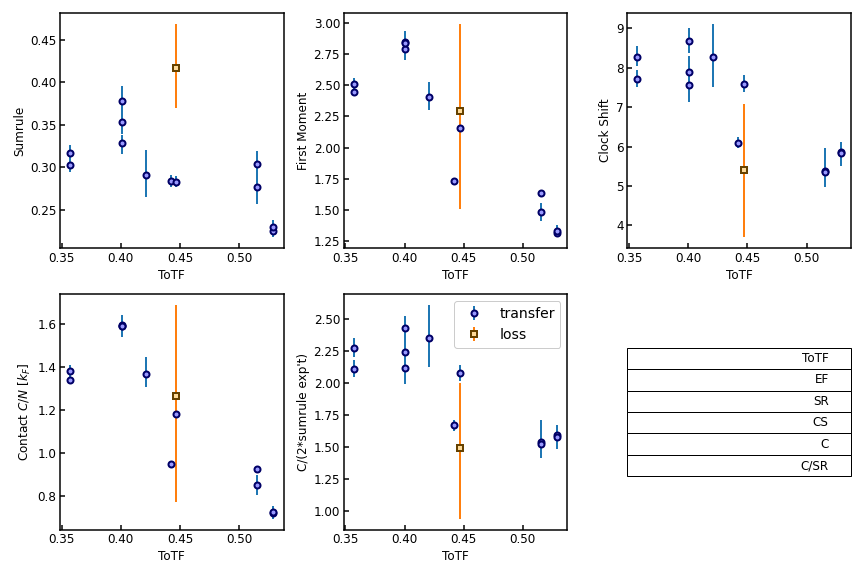 0.45
0.40
0.35
0.30
0.25
Sumrule
0.35 0.40 0.45 0.50
ToTF
3.00
2.75
2.50
2.25
2.00
1.75
1.50
1.25
First Moment
0.35 0.40 0.45 0.50
ToTF
9
8
7
6
5
4
Clock Shift
0.35 0.40 0.45 0.50
ToTF
1.6
1.4
1.2
1.0
0.8
Contact C/N [k_F]
0.35 0.40 0.45 0.50
ToTF
2.50
2.25
2.00
1.75
1.50
1.25
1.00
C/(2*sumrule exp't)
transfer
loss
0.35 0.40 0.45 0.50
ToTF
ToTF
EF
SR
CS
C
C/SR